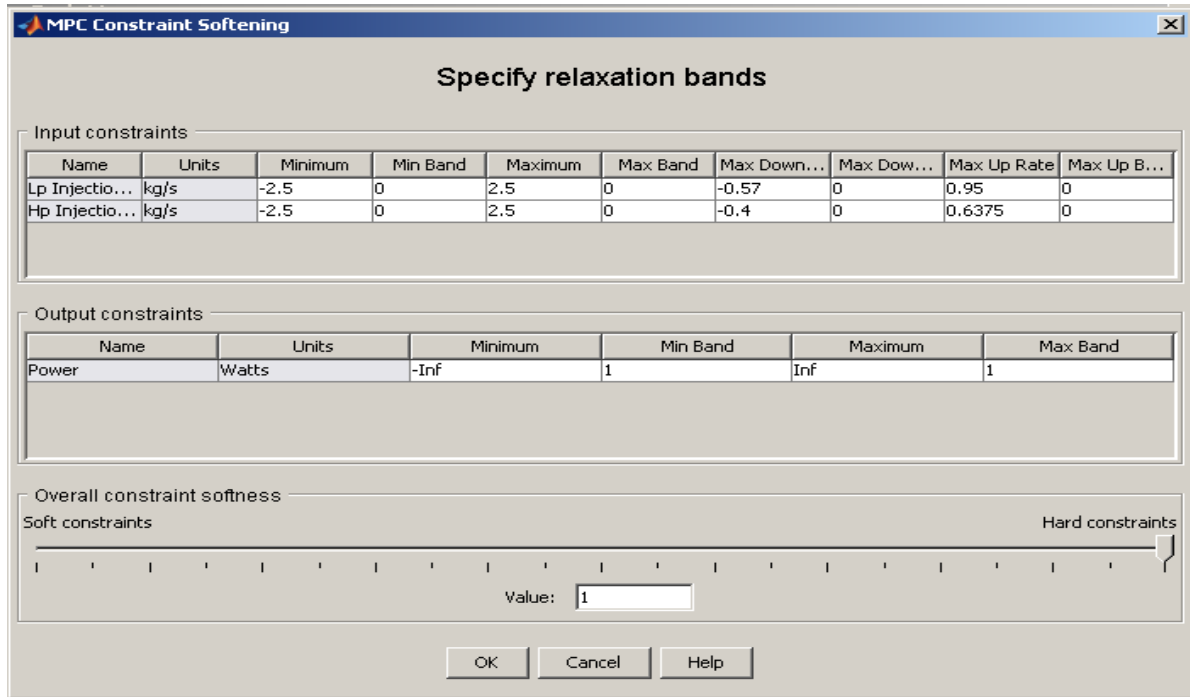 MPC Constraint Softening
Specify relaxation bands
Input constraints
Name Units Minimum Min Band Maximum Max Band Max Down... Max Dow... Max Up Rate Max Up B...
Lp Injectio... kg/s -2.5 0 2.5 0 -0.57 0 0.95 0
Hp Injectio... kg/s -2.5 0 2.5 0 -0.4 0 0.6375 0
Output constraints
Name Units Minimum Min Band Maximum Max Band
Power Watts -Inf 1 Inf 1
Overall constraint softness
Soft constraints Hard constraints
Value: 1
OK Cancel Help